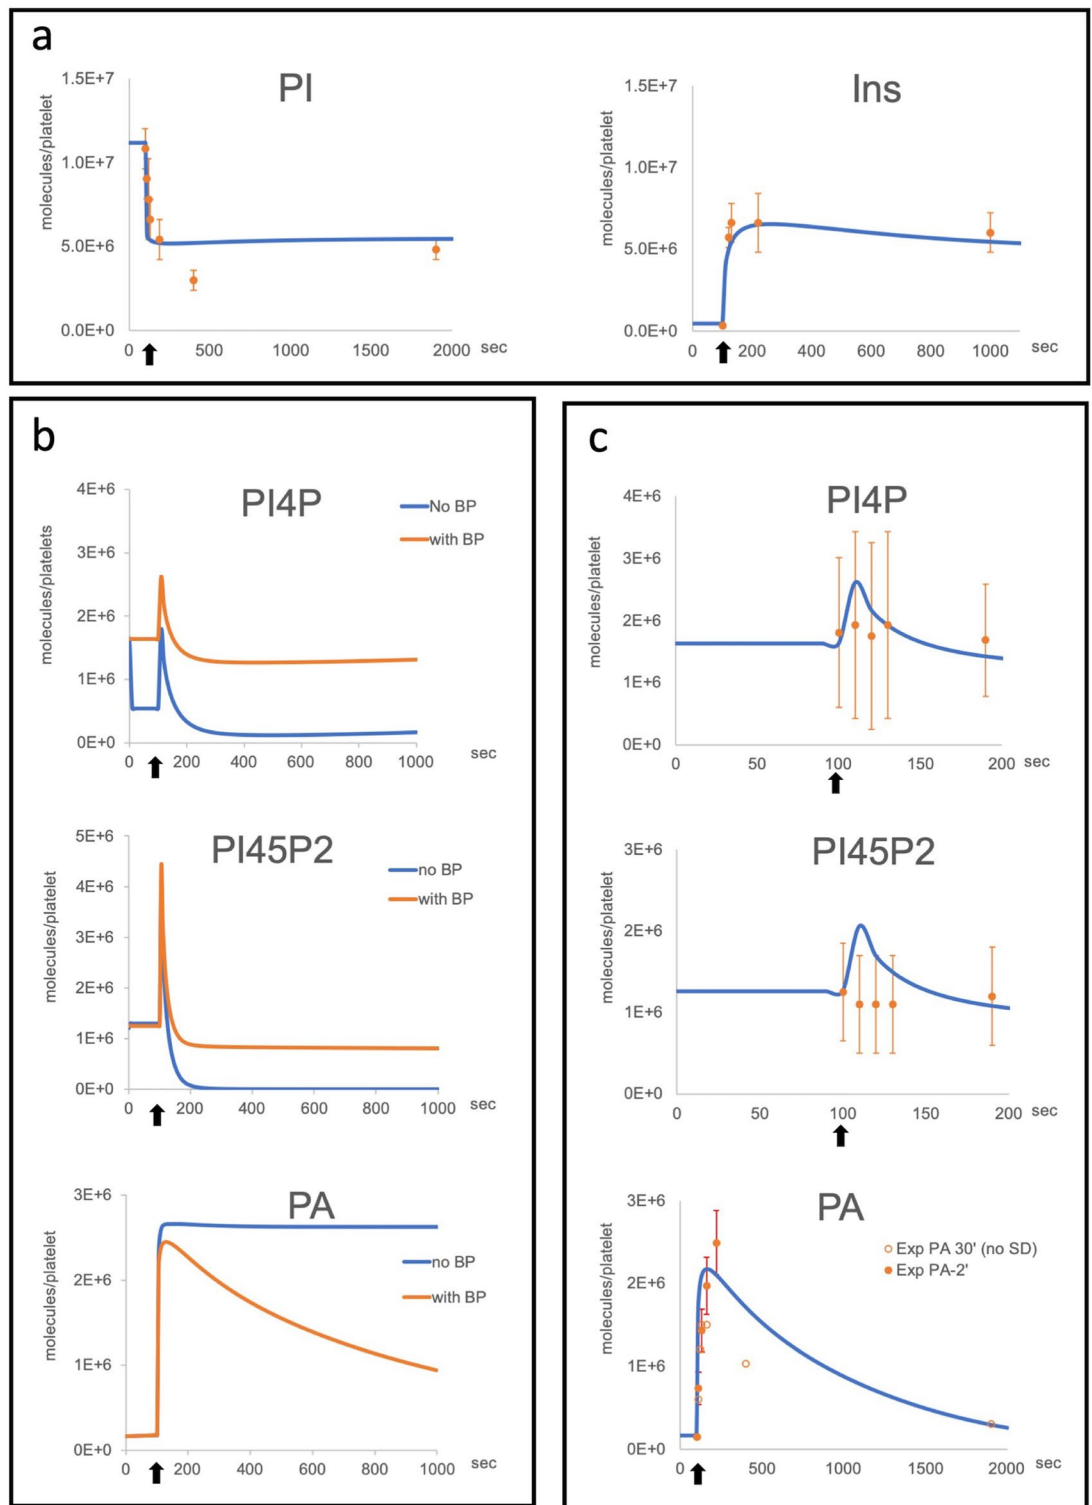 a
PI
molecules/platelet
1.5E+7
1.0E+7
5.0E+6
0.0E+0
0 500 1000 1500 2000 sec
Ins
molecules/platelet
1.5E+7
1.0E+7
5.0E+6
0.0E+0
0 200 400 600 800 1000 sec
b
PI4P
molecules/platelets
4E+6
3E+6
2E+6
1E+6
0E+0
No BP
with BP
0 200 400 600 800 1000 sec
PI45P2
molecules/platelet
5E+6
4E+6
3E+6
2E+6
1E+6
0E+0
no BP
with BP
0 200 400 600 800 1000 sec
PA
molecules/platelet
3E+6
2E+6
1E+6
0E+0
no BP
with BP
0 200 400 600 800 1000 sec
c
PI4P
molecules/platelet
4E+6
3E+6
2E+6
1E+6
0E+0
0 50 100 150 200 sec
PI45P2
molecules/platelet
3E+6
2E+6
1E+6
0E+0
0 50 100 150 200 sec
PA
molecules/platelet
3E+6
2E+6
1E+6
0E+0
Exp PA 30' (no SD)
Exp PA-2'
0 500 1000 1500 2000 sec